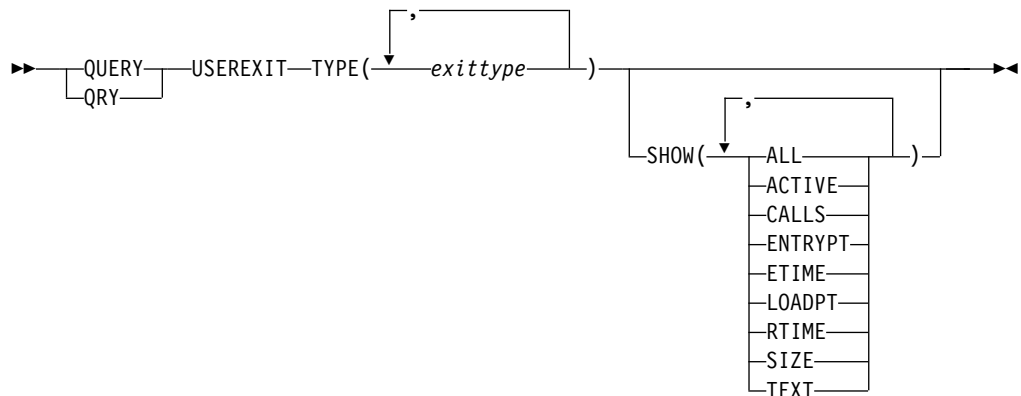 ,
QUERY USEREXIT TYPE( exittype )
QRY
,
SHOW( ALL )
ACTIVE
CALLS
ENTRYPT
ETIME
LOADPT
RTIME
SIZE
TEXT